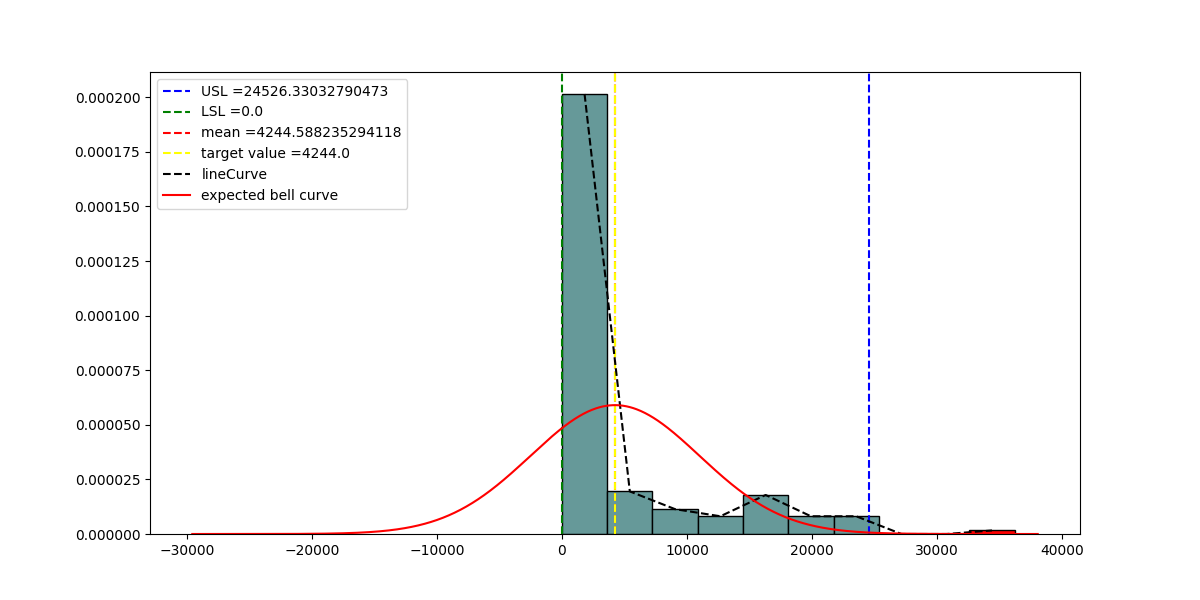 USL =24526.33032790473
LSL =0.0
mean =4244.588235294118
target value =4244.0
lineCurve
expected bell curve
0.000200
0.000175
0.000150
0.000125
0.000100
0.000075
0.000050
0.000025
0.000000
−30000 −20000 −10000 0 10000 20000 30000 40000